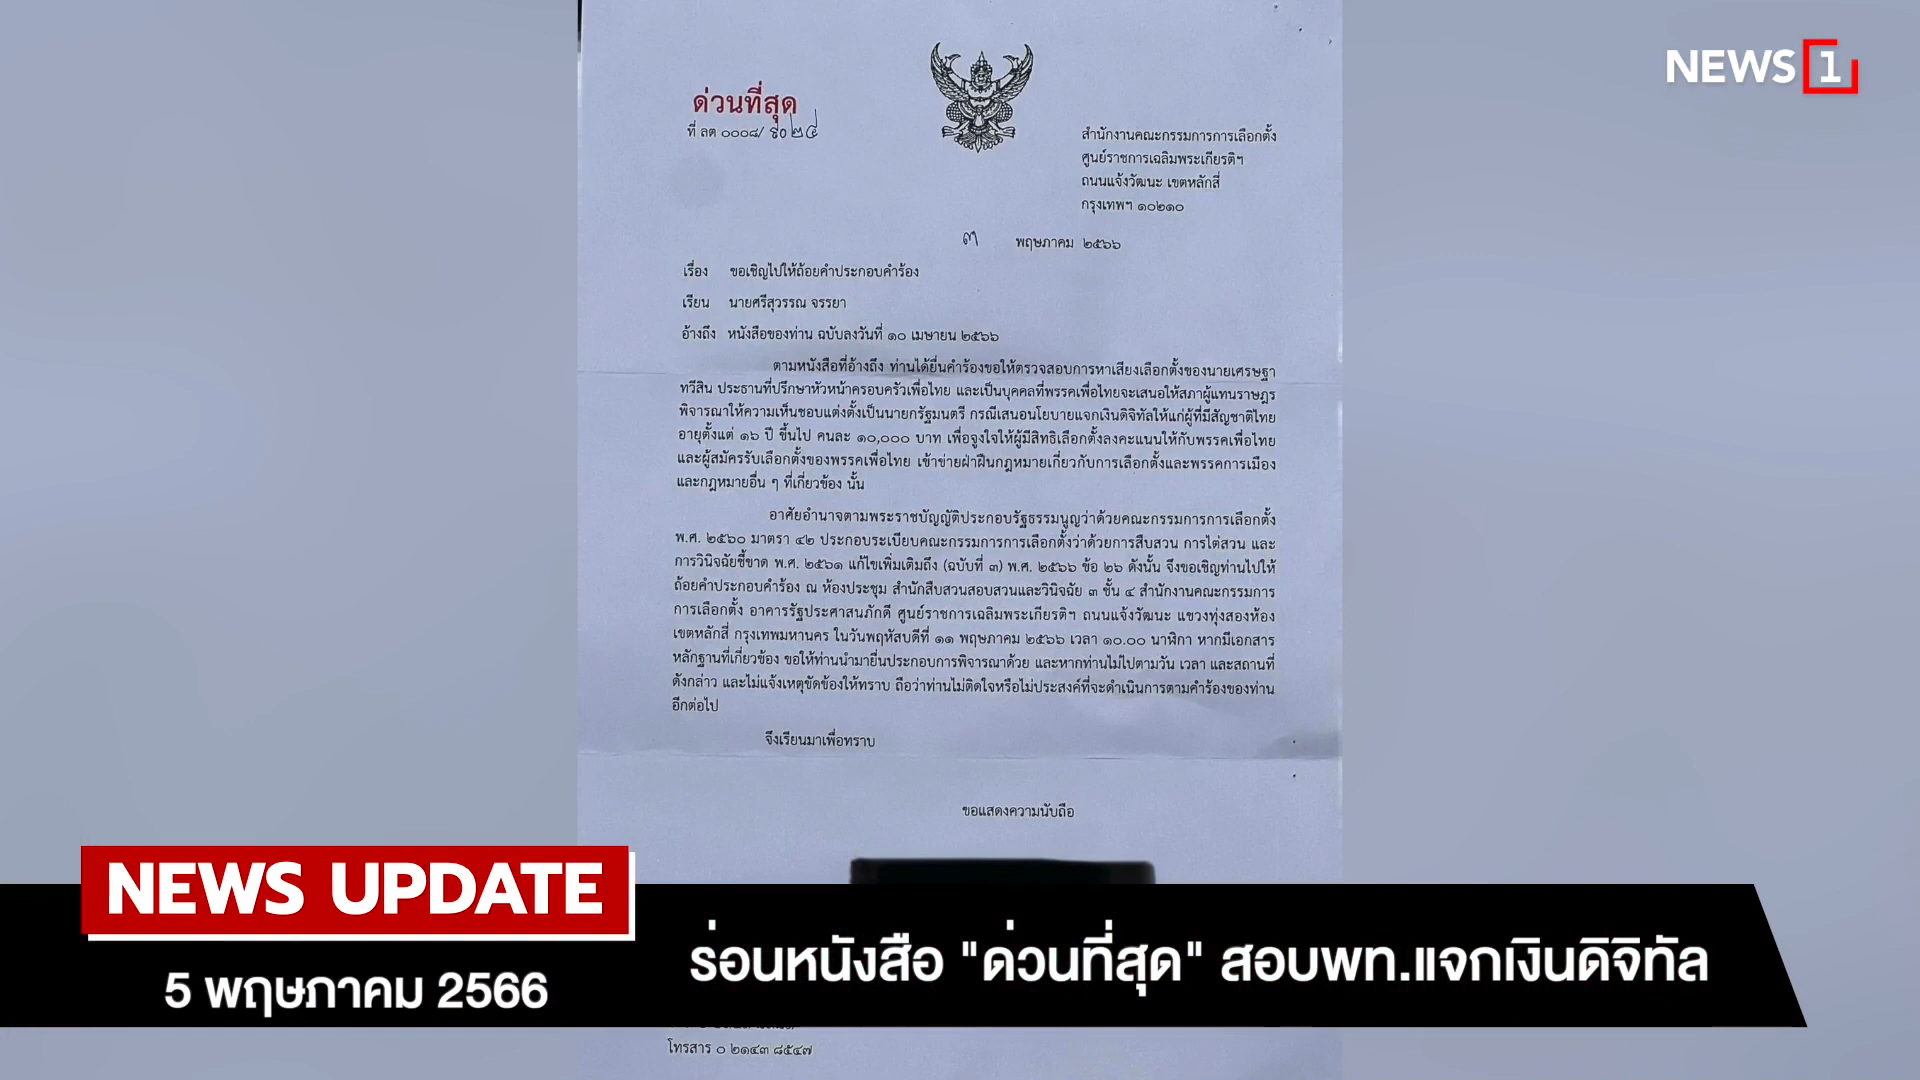 NEWS 1
ด่วนที่สุด
ที่ ลต ๐๐๐๘/
สำนักงานคณะกรรมการการเลือกตั้ง
ศูนย์ราชการเฉลิมพระเกียรติฯ
ถนนแจ้งวัฒนะ เขตหลักสี่
กรุงเทพฯ ๑๐๒๑๐
๓ พฤษภาคม ๒๕๖๖
เรื่อง ขอเชิญไปให้ถ้อยคำประกอบคำร้อง
เรียน นายศรีสุวรรณ จรรยา
อ้างถึง หนังสือของท่าน ฉบับลงวันที่ ๑๐ เมษายน ๒๕๖๖
ตามหนังสือที่อ้างถึง ท่านได้ยื่นคำร้องขอให้ตรวจสอบการหาเสียงเลือกตั้งของนายเศรษฐา
ทวีสิน ประธานที่ปรึกษาหัวหน้าครอบครัวเพื่อไทย และเป็นบุคคลที่พรรคเพื่อไทยจะเสนอให้สภาผู้แทนราษฎร
พิจารณาให้ความเห็นชอบแต่งตั้งเป็นนายกรัฐมนตรี กรณีเสนอนโยบายแจกเงินดิจิทัลให้แก่ผู้ที่มีสัญชาติไทย
อายุตั้งแต่ ๑๖ ปี ขึ้นไป คนละ ๑๐,๐๐๐ บาท เพื่อจูงใจให้ผู้มีสิทธิเลือกตั้งลงคะแนนให้กับพรรคเพื่อไทย
และผู้สมัครรับเลือกตั้งของพรรคเพื่อไทย เข้าข่ายฝ่าฝืนกฎหมายเกี่ยวกับการเลือกตั้งและพรรคการเมือง
และกฎหมายอื่น ๆ ที่เกี่ยวข้อง นั้น
อาศัยอำนาจตามพระราชบัญญัติประกอบรัฐธรรมนูญว่าด้วยคณะกรรมการการเลือกตั้ง
พ.ศ. ๒๕๖๐ มาตรา ๔๒ ประกอบระเบียบคณะกรรมการการเลือกตั้งว่าด้วยการสืบสวน การไต่สวน และ
การวินิจฉัยชี้ขาด พ.ศ. ๒๕๖๑ แก้ไขเพิ่มเติมถึง (ฉบับที่ ๓) พ.ศ. ๒๕๖๖ ข้อ ๒๖ ดังนั้น จึงขอเชิญท่านไปให้
ถ้อยคำประกอบคำร้อง ณ ห้องประชุม สำนักสืบสวนสอบสวนและวินิจฉัย ๓ ชั้น ๔ สำนักงานคณะกรรมการ
การเลือกตั้ง อาคารรัฐประศาสนภักดี ศูนย์ราชการเฉลิมพระเกียรติฯ ถนนแจ้งวัฒนะ แขวงทุ่งสองห้อง
เขตหลักสี่ กรุงเทพมหานคร ในวันพฤหัสบดีที่ ๑๑ พฤษภาคม ๒๕๖๖ เวลา ๑๐.๐๐ นาฬิกา หากมีเอกสาร
หลักฐานที่เกี่ยวข้อง ขอให้ท่านนำมายื่นประกอบการพิจารณาด้วย และหากท่านไม่ไปตามวัน เวลา และสถานที่
ดังกล่าว และไม่แจ้งเหตุขัดข้องให้ทราบ ถือว่าท่านไม่ติดใจหรือไม่ประสงค์ที่จะดำเนินการตามคำร้องของท่าน
อีกต่อไป
จึงเรียนมาเพื่อทราบ
ขอแสดงความนับถือ
NEWS UPDATE
5 พฤษภาคม 2566
ร่อนหนังสือ "ด่วนที่สุด" สอบพท.แจกเงินดิจิทัล
โทรสาร ๐ ๒๑๔๓ ๘๕๔๗